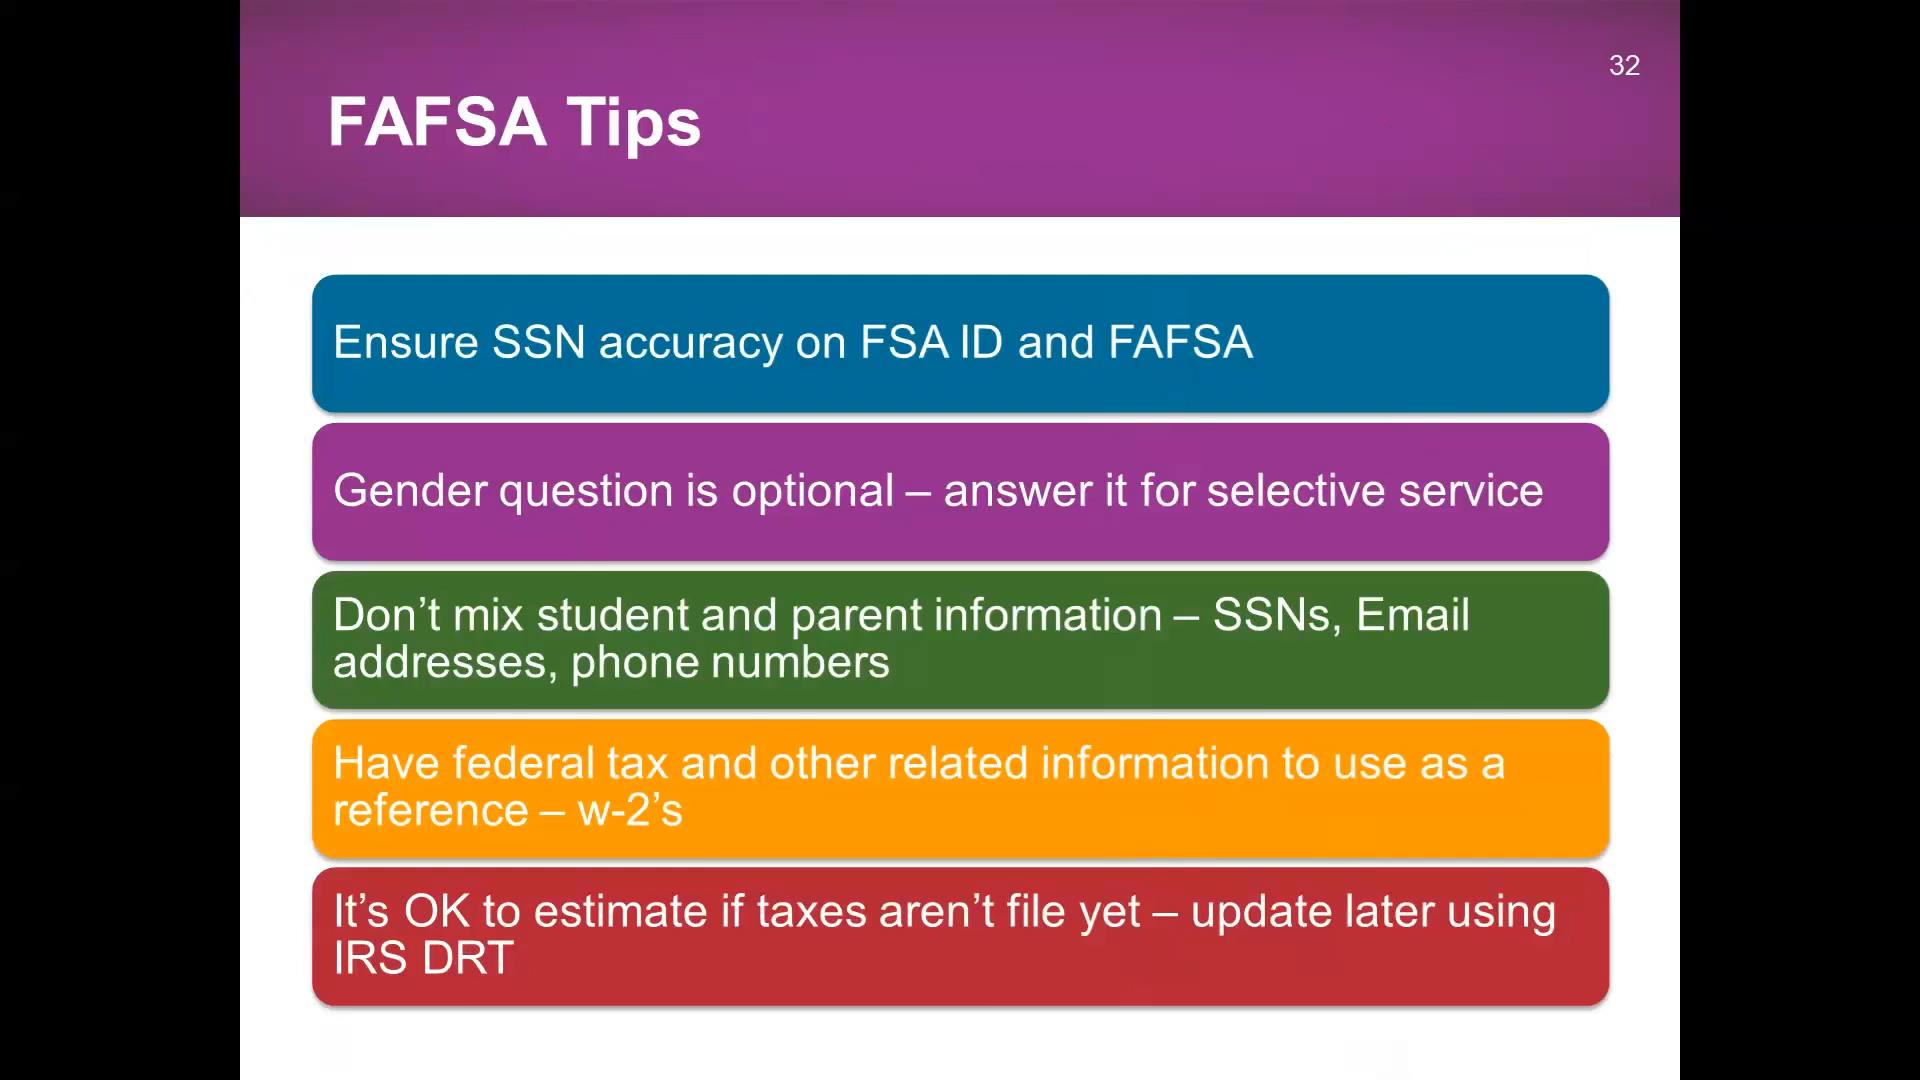 32
FAFSA Tips
Ensure SSN accuracy on FSA ID and FAFSA
Gender question is optional – answer it for selective service
Don’t mix student and parent information – SSNs, Email
addresses, phone numbers
Have federal tax and other related information to use as a
reference – w-2’s
It’s OK to estimate if taxes aren’t file yet – update later using
IRS DRT